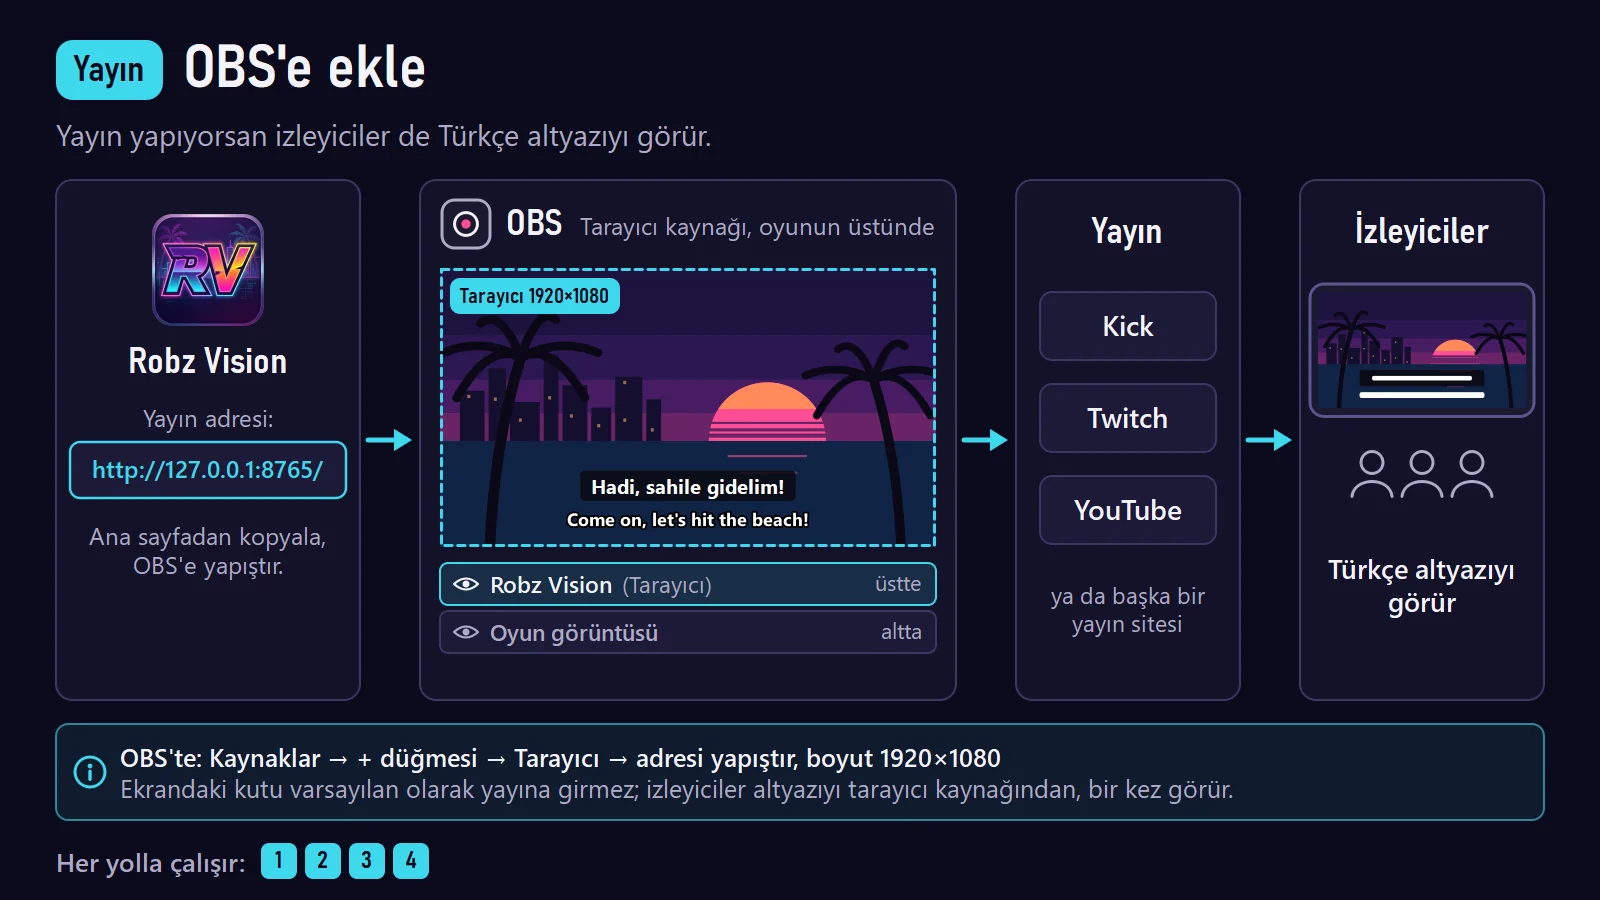 Yayın
OBS'e ekle
Yayın yapıyorsan izleyiciler de Türkçe altyazıyı görür.
RV
Robz Vision
Yayın adresi:
http://127.0.0.1:8765/
Ana sayfadan kopyala,
OBS'e yapıştır.
OBS
Tarayıcı kaynağı, oyunun üstünde
Tarayıcı 1920×1080
Hadi, sahile gidelim!
Come on, let's hit the beach!
Robz Vision (Tarayıcı) üstte
Oyun görüntüsü altta
Yayın
Kick
Twitch
YouTube
ya da başka bir
yayın sitesi
İzleyiciler
Türkçe altyazıyı
görür
OBS'te: Kaynaklar → + düğmesi → Tarayıcı → adresi yapıştır, boyut 1920×1080
Ekrandaki kutu varsayılan olarak yayına girmez; izleyiciler altyazıyı tarayıcı kaynağından, bir kez görür.
Her yolla çalışır: 1 2 3 4